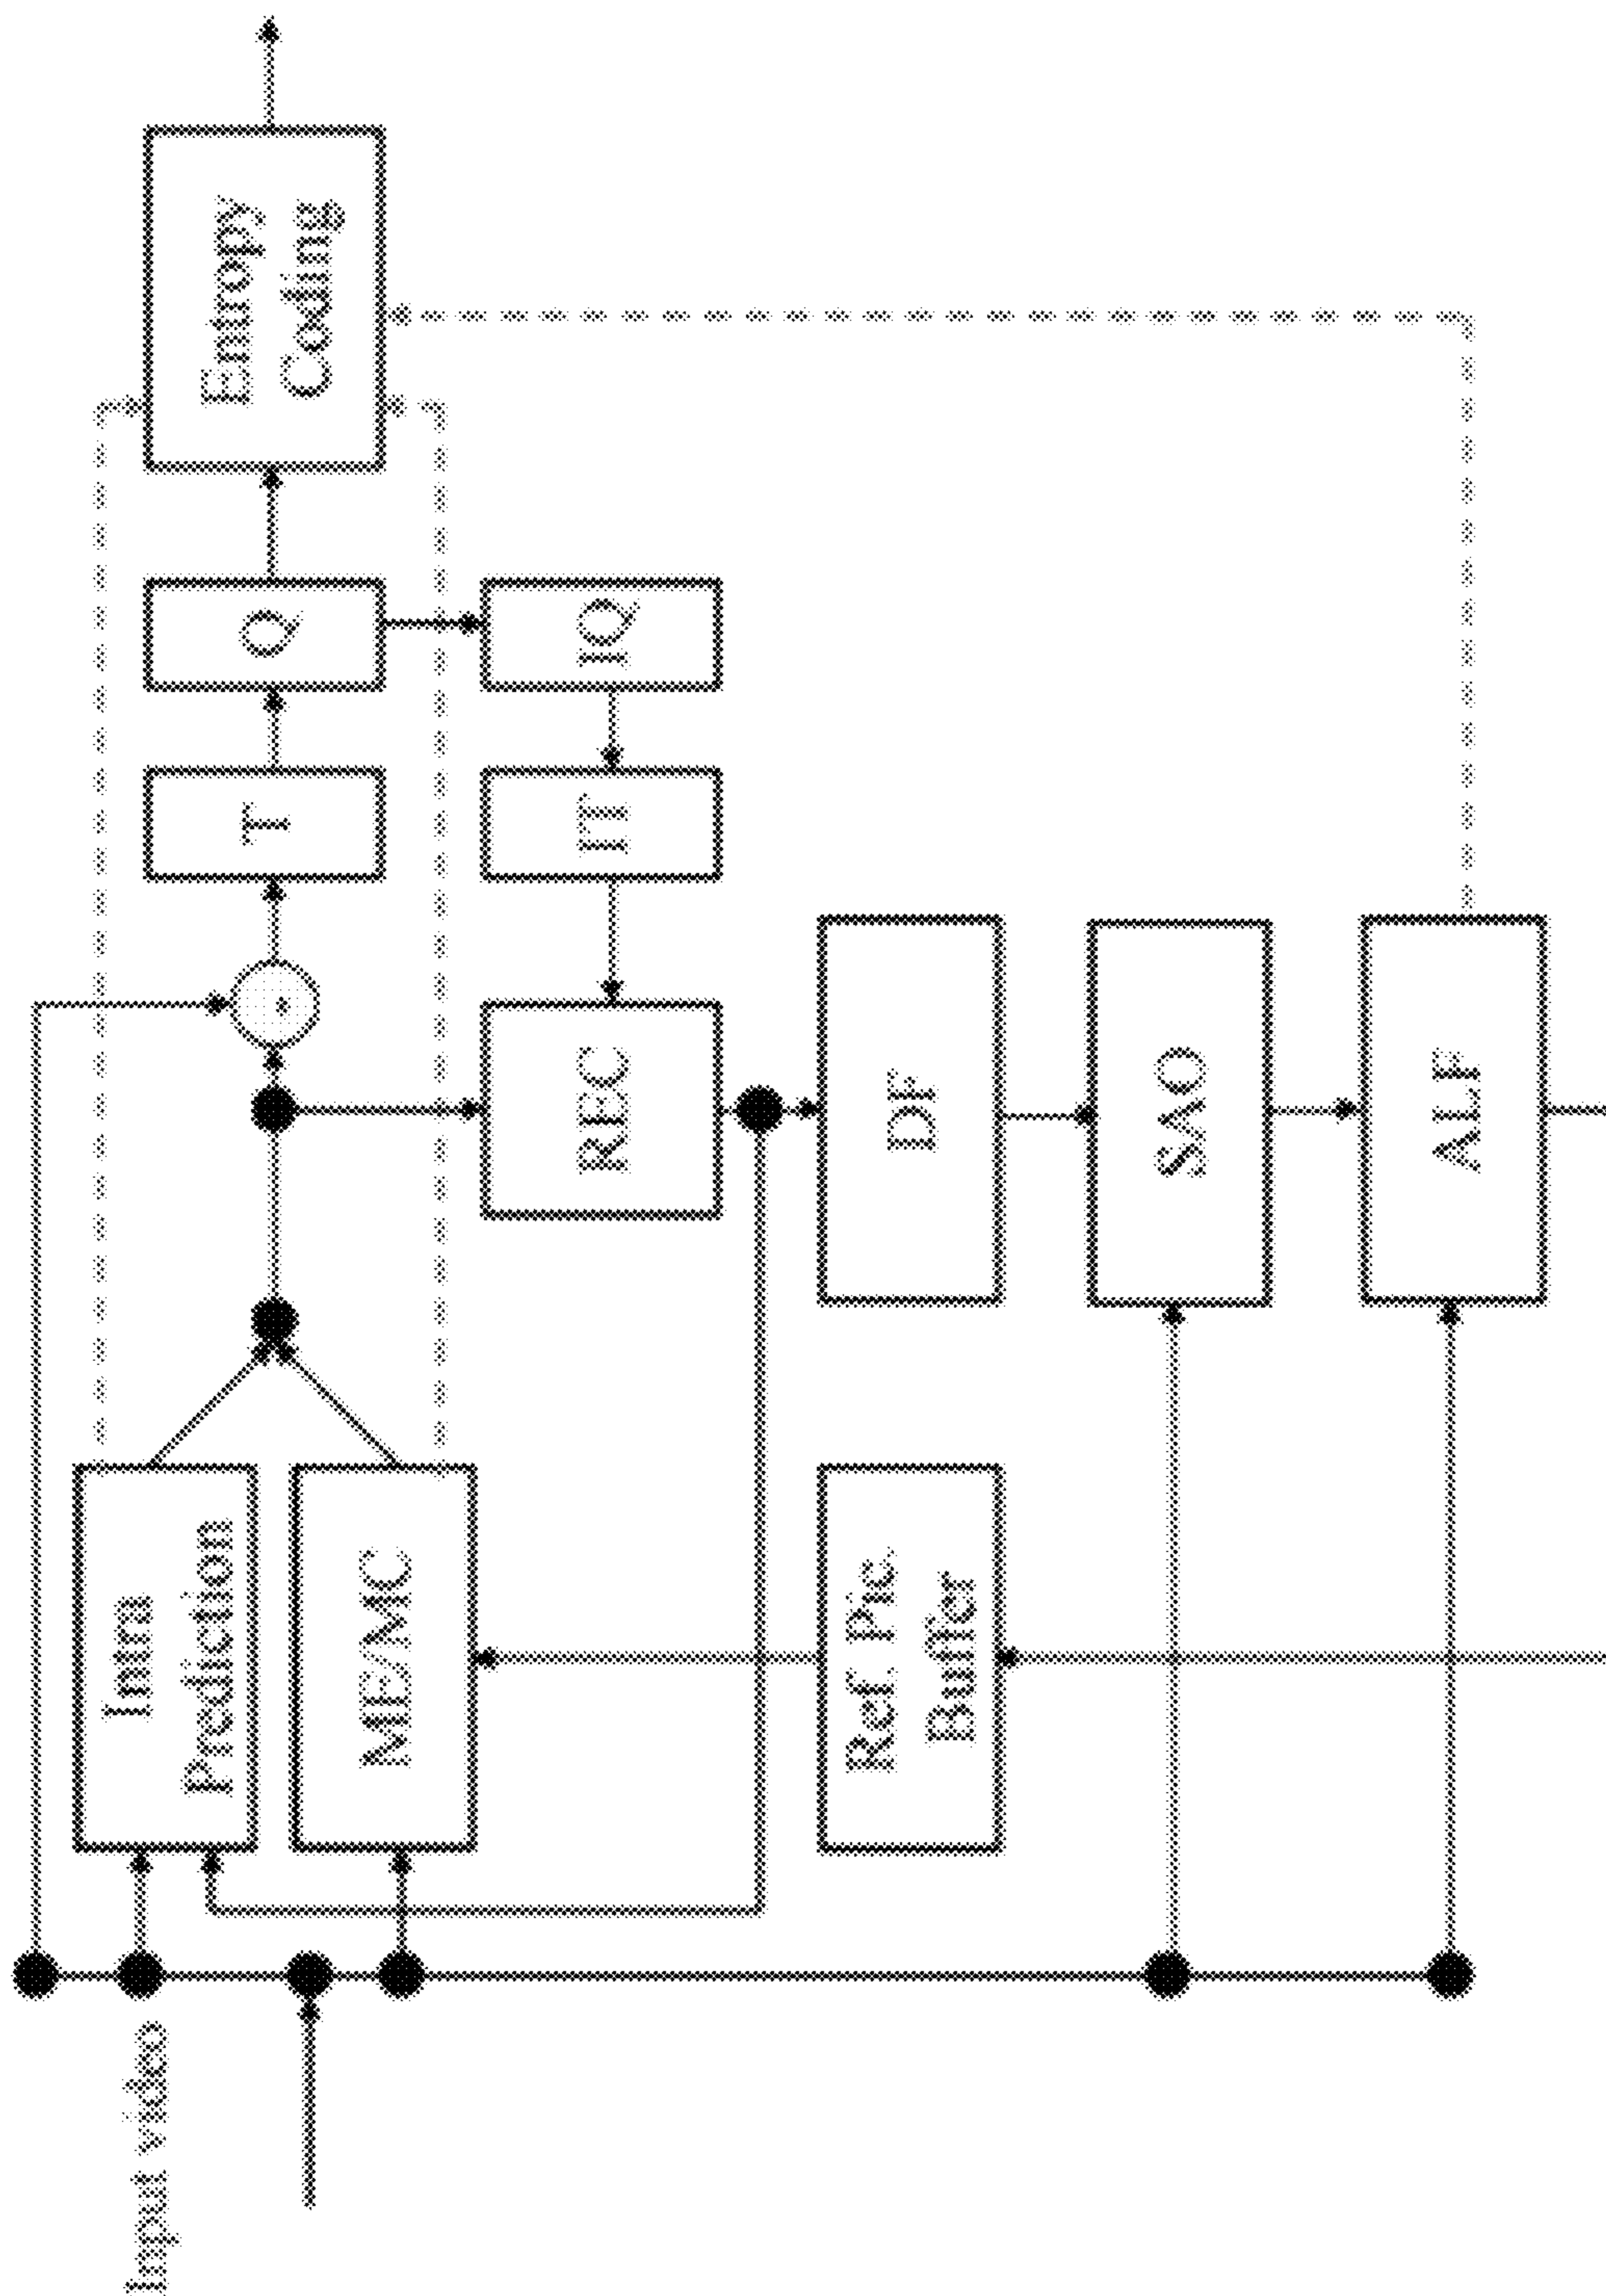 Input video
Intra
Prediction
ME/MC
-
T
Q
Entropy
Coding
REC
IT
IQ
Ref. Pic.
Buffer
DF
SAO
ALF